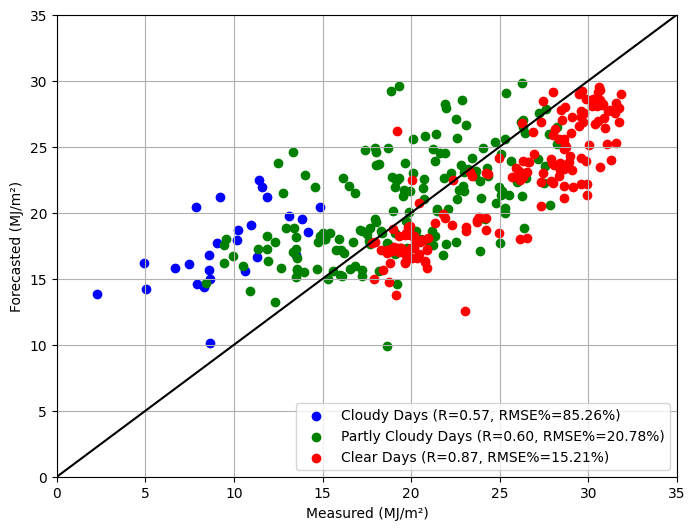 35
30
25
20
15
10
5
0
Forecasted (MJ/m²)
Cloudy Days (R=0.57, RMSE%=85.26%)
Partly Cloudy Days (R=0.60, RMSE%=20.78%)
Clear Days (R=0.87, RMSE%=15.21%)
0 5 10 15 20 25 30 35
Measured (MJ/m²)